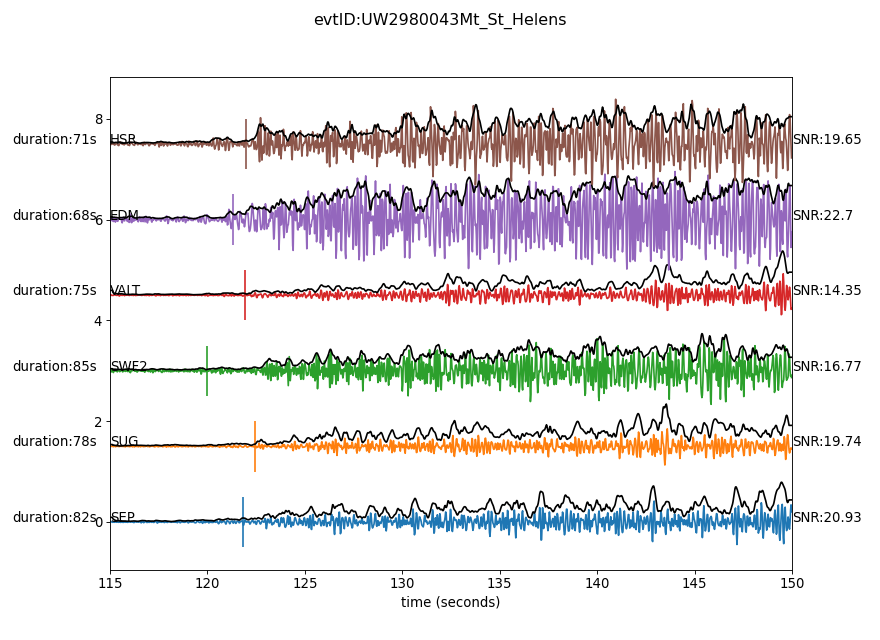 evtID:UW2980043Mt_St_Helens
8
duration:71s HSR SNR:19.65
duration:68s EDM SNR:22.7
6
duration:75s VALT SNR:14.35
4
duration:85s SWF2 SNR:16.77
2
duration:78s SUG SNR:19.74
duration:82s SEP SNR:20.93
0
115 120 125 130 135 140 145 150
time (seconds)